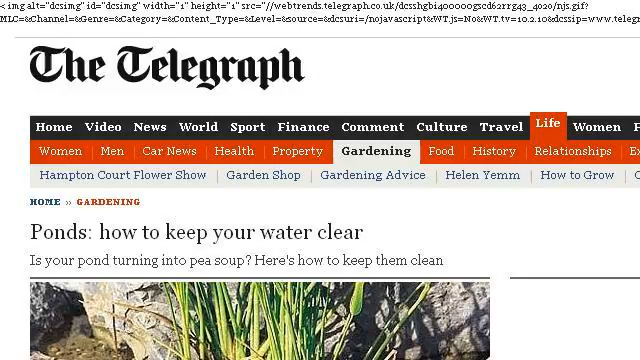 < img alt="dcsimg" id="dcsimg" width="1" height="1" src="//webtrends.telegraph.co.uk/dcsshgbi400000gscd62rrg43_4o2o/njs.gif?
MLC=&Channel=&Genre=&Category=&Content_Type=&Level=&source=&dcsuri=/nojavascript&WT.js=No&WT.tv=10.2.10&dcssip=www.telegr
The Telegraph
Home Video News World Sport Finance Comment Culture Travel Life Women F
Women Men Car News Health Property Gardening Food History Relationships Ex
Hampton Court Flower Show Garden Shop Gardening Advice Helen Yemm How to Grow C
HOME » GARDENING
Ponds: how to keep your water clear
Is your pond turning into pea soup? Here's how to keep them clean